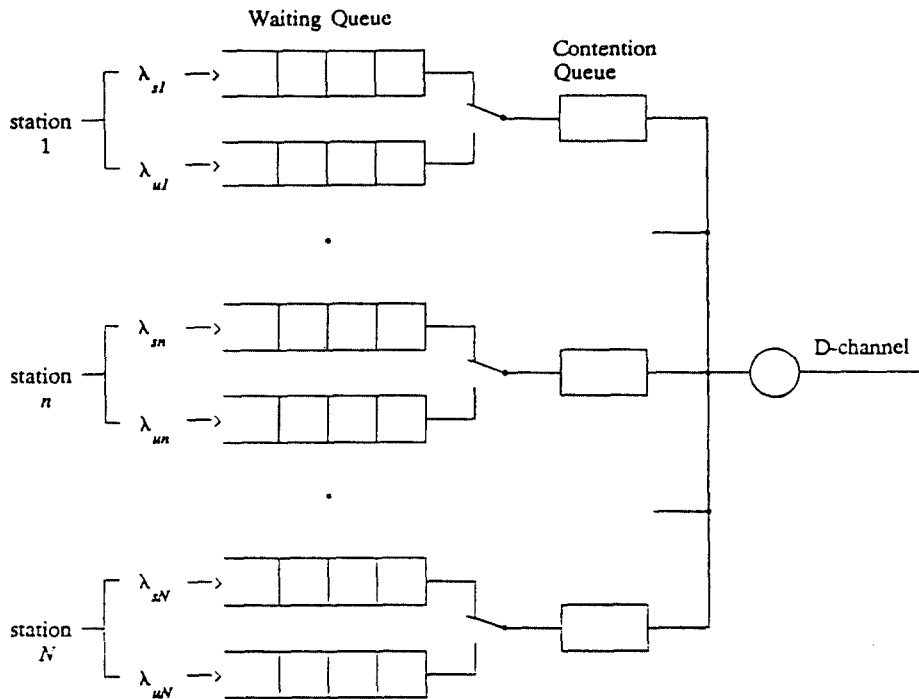 Waiting Queue
Contention
Queue
station
1
λs1
λu1
station
n
λsn
λun
D-channel
station
N
λsN
λuN